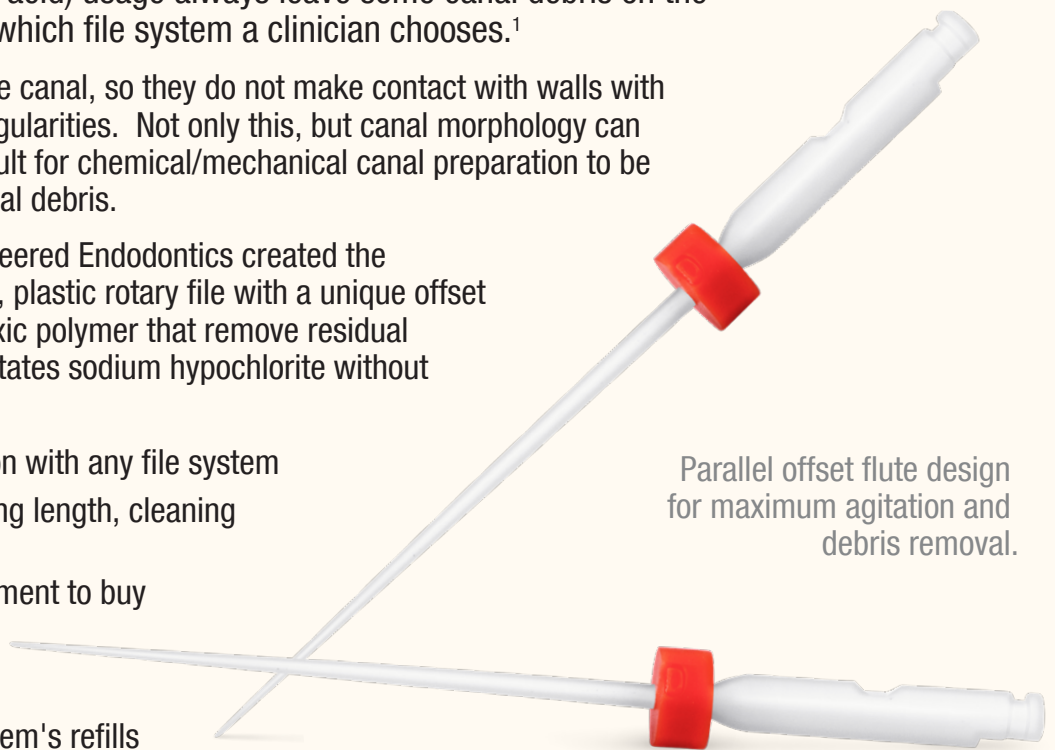 acid) usage always leave some canal debris on the
which file system a clinician chooses.¹
e canal, so they do not make contact with walls with
gularities. Not only this, but canal morphology can
ult for chemical/mechanical canal preparation to be
al debris.
eered Endodontics created the
, plastic rotary file with a unique offset
xic polymer that remove residual
tates sodium hypochlorite without
on with any file system
ng length, cleaning
Parallel offset flute design
for maximum agitation and
debris removal.
ment to buy
em's refills